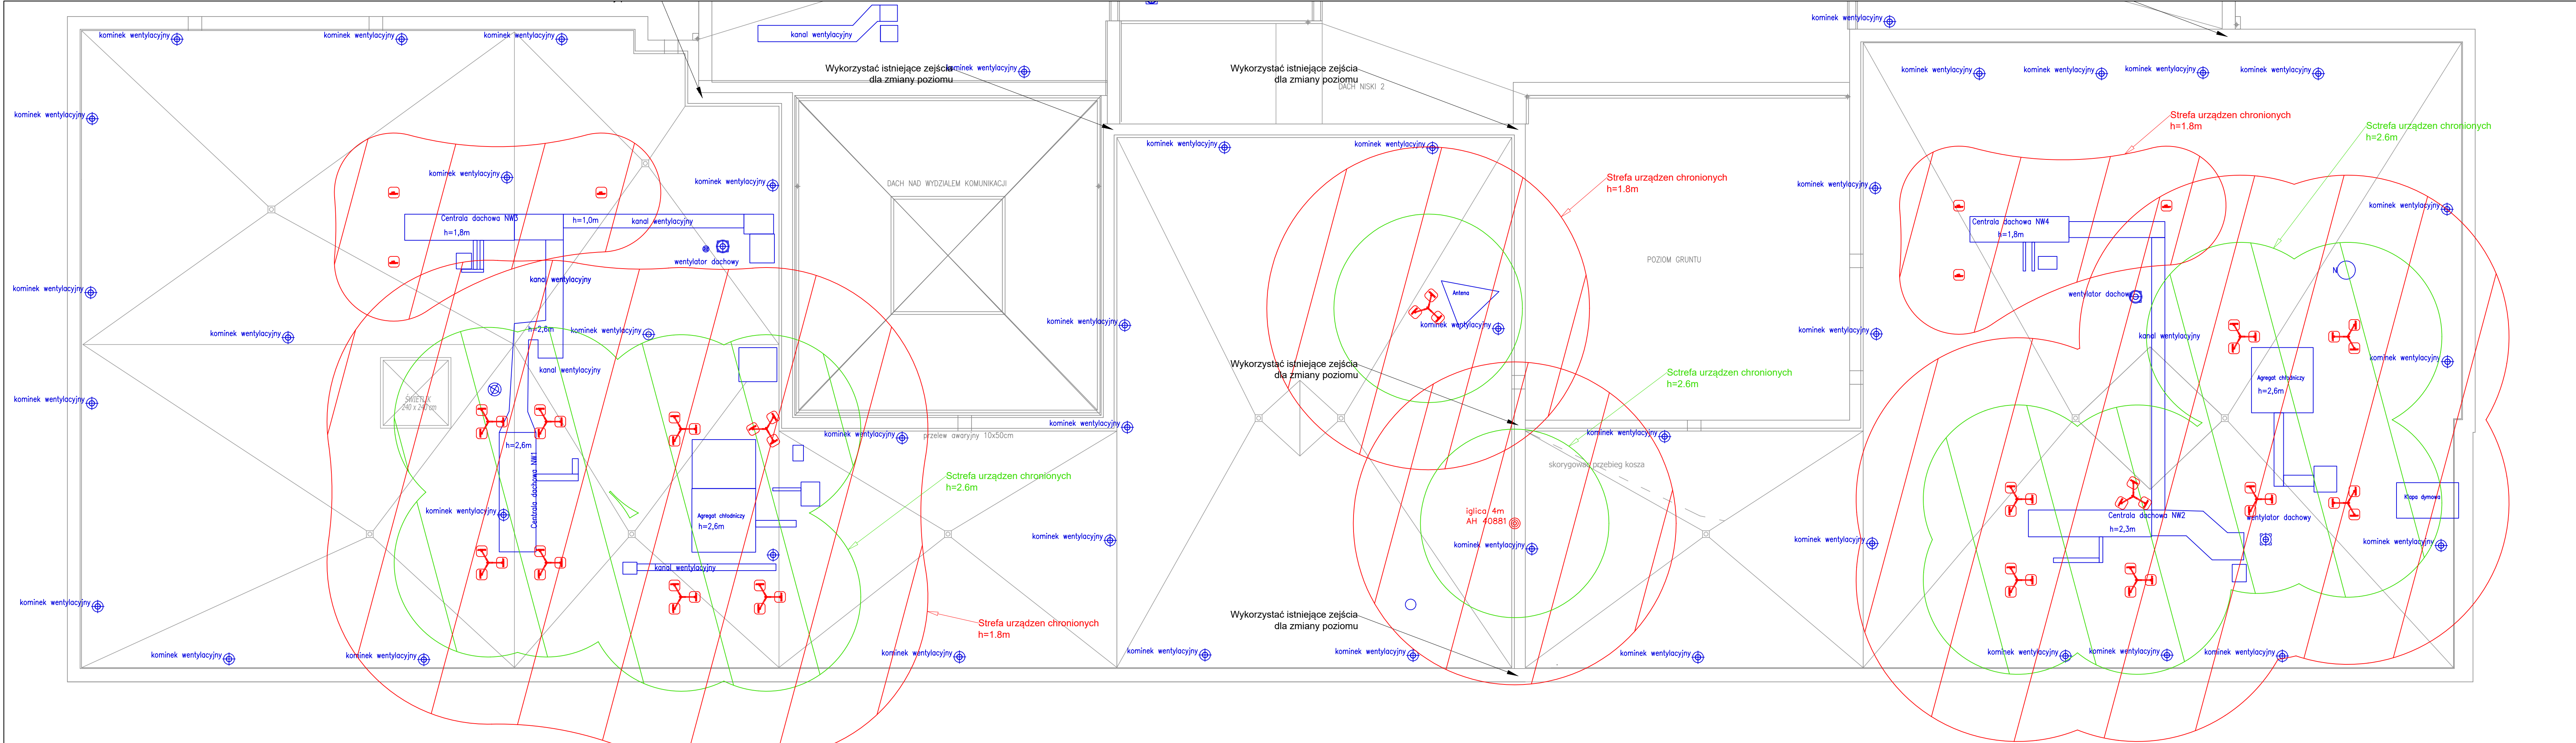 kominek wentylacyjny
kominek wentylacyjny
kominek wentylacyjny
kanal wentylacyjny
kominek wentylacyjny
Wykorzystać istniejące zejścia
dla zmiany poziomu
kominek wentylacyjny
Wykorzystać istniejące zejścia
dla zmiany poziomu
DACH NISKI 2
kominek wentylacyjny
kominek wentylacyjny
kominek wentylacyjny
kominek wentylacyjny
Strefa urządzen chronionych
h=1.8m
Sctrefa urządzen chronionych
h=2.6m
kominek wentylacyjny
kominek wentylacyjny
kominek wentylacyjny
kominek wentylacyjny
kominek wentylacyjny
DACH NAD WYDZIAŁEM KOMUNIKACJI
Strefa urządzen chronionych
h=1.8m
kominek wentylacyjny
kominek wentylacyjny
Centrala dachowa NW3
h=1,8m
h=1,0m
kanal wentylacyjny
wentylator dachowy
kanal wentylacyjny
POZIOM GRUNTU
Centrala dachowa NW4
h=1,8m
N
kominek wentylacyjny
Antena
kominek wentylacyjny
wentylator dachowy
kominek wentylacyjny
h=2,6m
kominek wentylacyjny
kominek wentylacyjny
kominek wentylacyjny
kanal wentylacyjny
kanal wentylacyjny
Wykorzystać istniejące zejścia
dla zmiany poziomu
Sctrefa urządzen chronionych
h=2.6m
kominek wentylacyjny
Agregat chłodniczy
h=2,6m
kominek wentylacyjny
ŚWIETLIK
240 x 240 cm
kominek wentylacyjny
kominek wentylacyjny
przelew awaryjny 10x50cm
kominek wentylacyjny
h=2,6m
Centrala dachowa NW1
skorygować przebieg kosza
Sctrefa urządzen chronionych
h=2.6m
kominek wentylacyjny
Agregat chłodniczy
h=2,6m
iglica 4m
AH 40881
Klapa dymowa
Centrala dachowa NW2
h=2,3m
wentylator dachowy
kominek wentylacyjny
kominek wentylacyjny
kominek wentylacyjny
kominek wentylacyjny
kanal wentylacyjny
kominek wentylacyjny
Strefa urządzen chronionych
h=1.8m
Wykorzystać istniejące zejścia
dla zmiany poziomu
kominek wentylacyjny
kominek wentylacyjny
kominek wentylacyjny
kominek wentylacyjny
kominek wentylacyjny
kominek wentylacyjny
kominek wentylacyjny
kominek wentylacyjny
kominek wentylacyjny